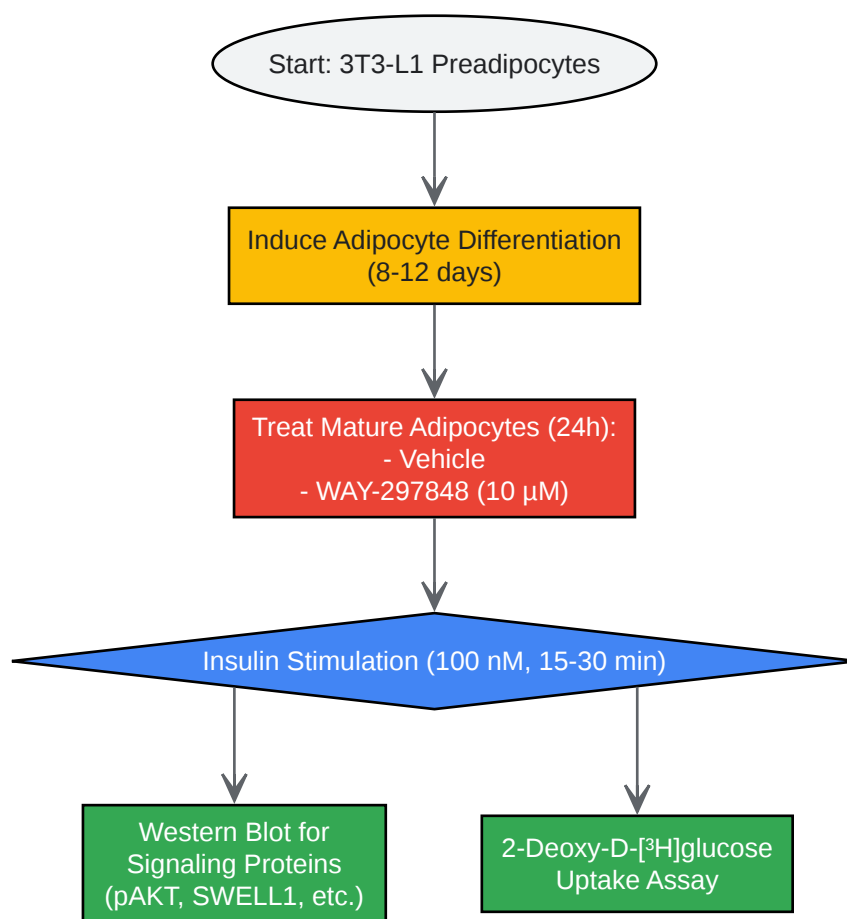 Start: 3T3-L1 Preadipocytes
Induce Adipocyte Differentiation
(8-12 days)
Treat Mature Adipocytes (24h):
- Vehicle
- WAY-297848 (10 µM)
Insulin Stimulation (100 nM, 15-30 min)
Western Blot for
Signaling Proteins
(pAKT, SWELL1, etc.)
2-Deoxy-D-[³H]glucose
Uptake Assay